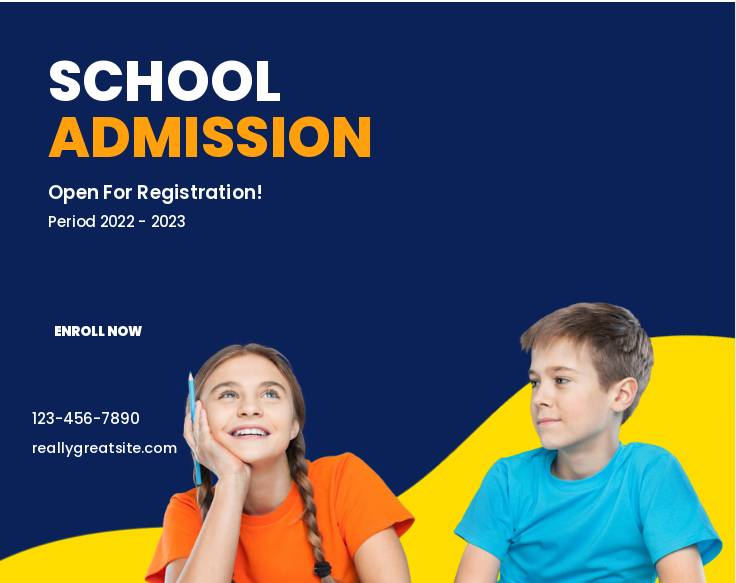 SCHOOL
ADMISSION
Open For Registration!
Period 2022 - 2023
ENROLL NOW
123-456-7890
reallygreatsite.com